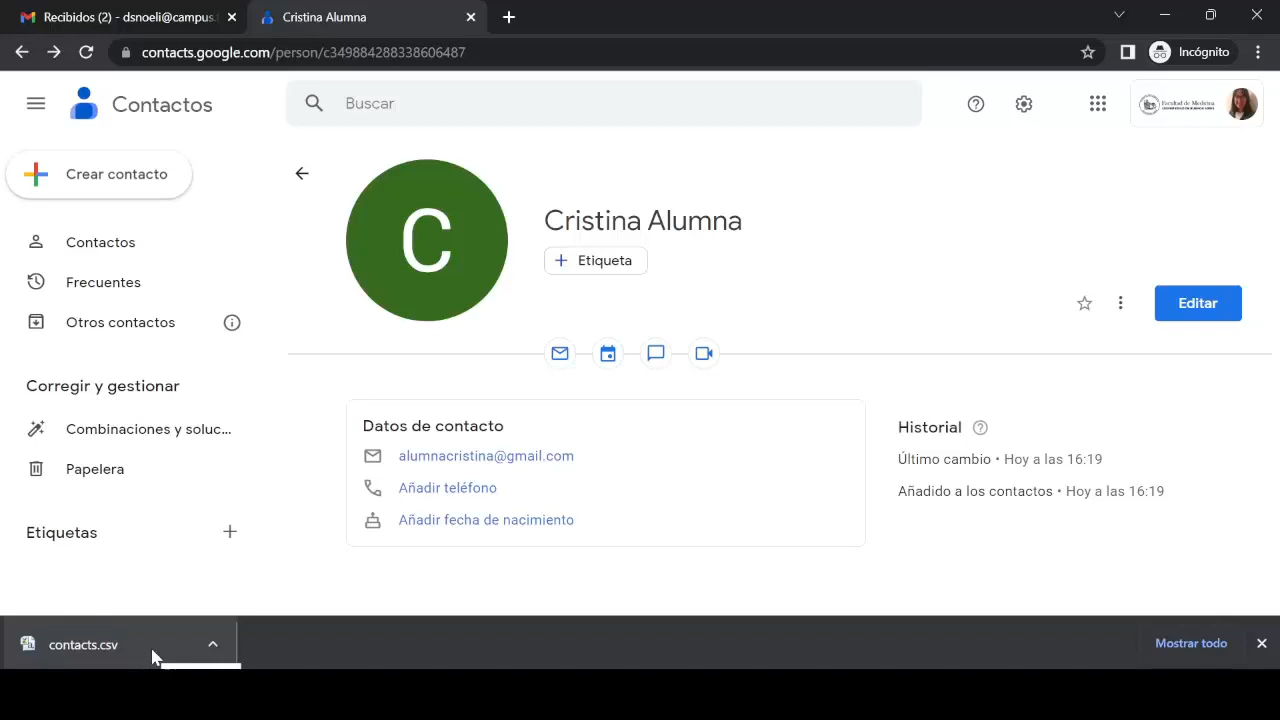 Recibidos (2) - dsnoeli@campus.
Cristina Alumna
contacts.google.com/person/c349884288338606487
Incógnito
Contactos
Buscar
Facultad de Medicina
Crear contacto
Contactos
Frecuentes
Otros contactos
Corregir y gestionar
Combinaciones y soluc...
Papelera
Etiquetas
C
Cristina Alumna
Etiqueta
Editar
Datos de contacto
alumnacristina@gmail.com
Añadir teléfono
Añadir fecha de nacimiento
Historial
Último cambio • Hoy a las 16:19
Añadido a los contactos • Hoy a las 16:19
contacts.csv
Mostrar todo